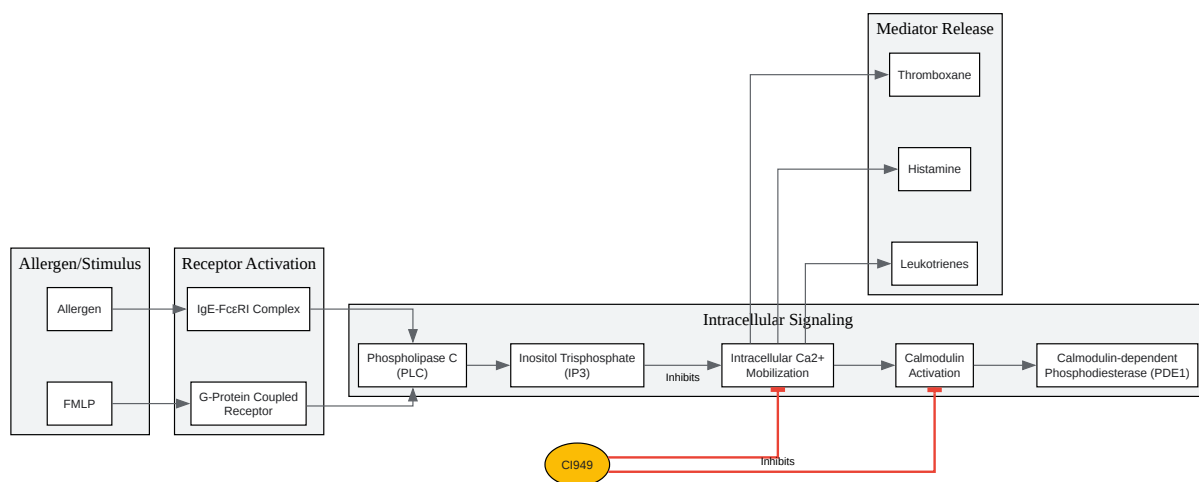 Mediator Release
Thromboxane
Histamine
Leukotrienes
Allergen/Stimulus
Allergen
FMLP
Receptor Activation
IgE-FcεRI Complex
G-Protein Coupled
Receptor
Intracellular Signaling
Phospholipase C
(PLC)
Inositol Trisphosphate
(IP3)
Inhibits
Intracellular Ca2+
Mobilization
Calmodulin
Activation
Calmodulin-dependent
Phosphodiesterase (PDE1)
CI949
Inhibits